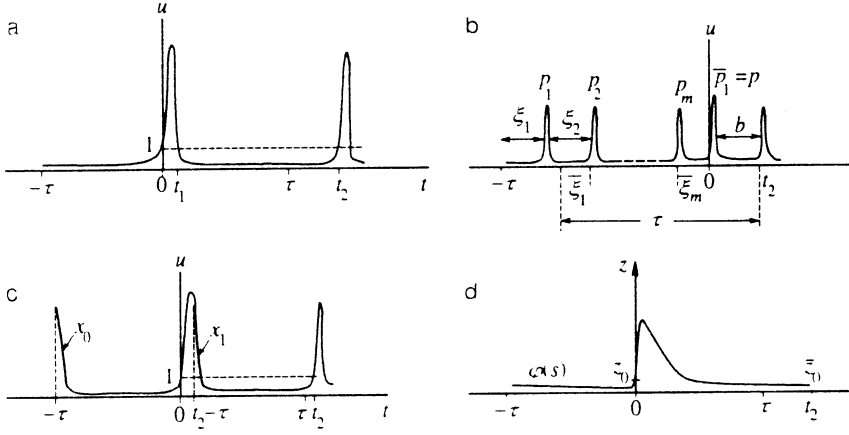 a
u
1
−τ 0 t₁ τ t₂ t
b
u
p₁ p₂ pₘ p̄₁ = p
ξ₁ ξ₂ b
−τ ξ̄₁ ξ̄ₘ 0 t₂
τ
c
u
x₀ x₁
1
−τ 0 t₂−τ τ t₂ t
d
z
φ(s) ζ₀
−τ 0 τ t₂